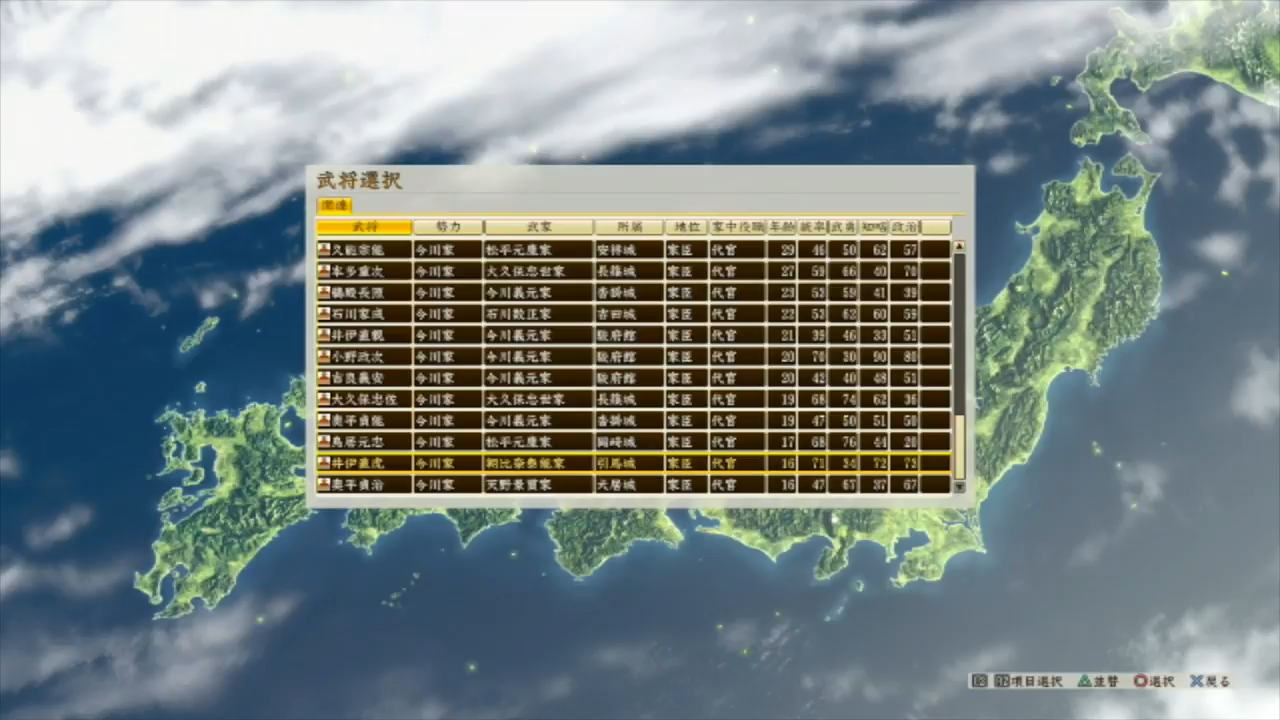 武将選択
関連
武将 勢力 武家 所属 地位 家中役職 年齢 統率 武勇 知略 政治
久能宗能 今川家 松平元康家 安祥城 家臣 代官 29 46 50 62 57
本多重次 今川家 大久保忠世家 長篠城 家臣 代官 27 59 66 40 70
鵜殿長照 今川家 今川義元家 沓掛城 家臣 代官 23 53 59 41 39
石川家成 今川家 石川数正家 吉田城 家臣 代官 22 53 62 60 59
井伊直親 今川家 今川義元家 駿府館 家臣 代官 21 39 46 33 51
小野政次 今川家 今川義元家 駿府館 家臣 代官 20 70 30 90 80
吉良義安 今川家 今川義元家 駿府館 家臣 代官 20 42 40 48 51
大久保忠佐 今川家 大久保忠世家 長篠城 家臣 代官 19 68 74 62 36
奥平貞能 今川家 今川義元家 沓掛城 家臣 代官 19 47 50 51 50
鳥居元忠 今川家 松平元康家 岡崎城 家臣 代官 17 68 76 44 20
井伊直虎 今川家 朝比奈泰能家 引馬城 家臣 代官 16 71 34 72 73
奥平貞治 今川家 天野景貫家 犬居城 家臣 代官 16 47 57 37 67
項目選択 並替 選択 戻る